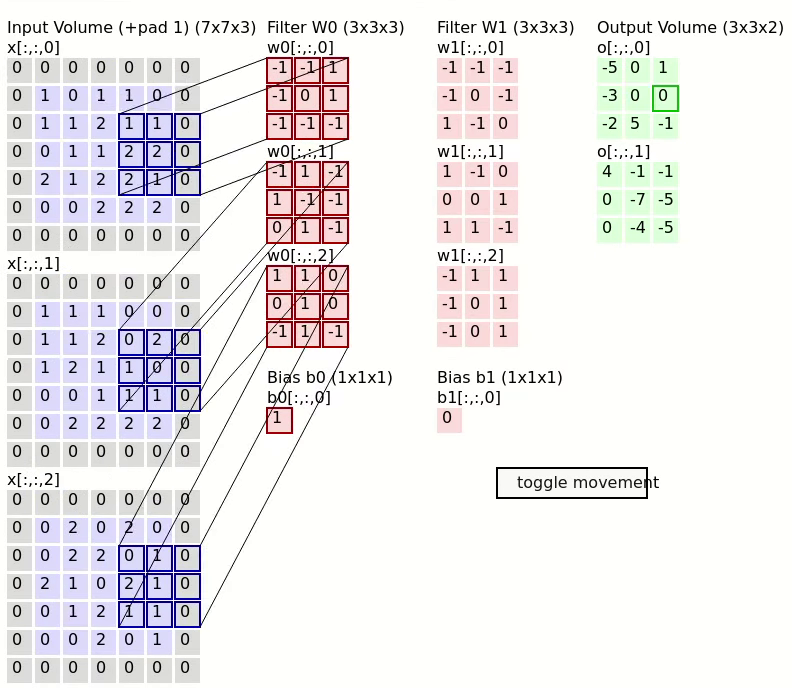 Input Volume (+pad 1) (7x7x3)
x[:,:,0]
0 0 0 0 0 0 0
0 1 0 1 1 0 0
0 1 1 2 1 1 0
0 0 1 1 2 2 0
0 2 1 2 2 1 0
0 0 0 2 2 2 0
0 0 0 0 0 0 0
x[:,:,1]
0 0 0 0 0 0 0
0 1 1 1 0 0 0
0 1 1 2 0 2 0
0 1 2 1 1 0 0
0 0 0 1 1 1 0
0 0 2 2 2 2 0
0 0 0 0 0 0 0
x[:,:,2]
0 0 0 0 0 0 0
0 0 2 0 2 0 0
0 0 2 2 0 1 0
0 2 1 0 2 1 0
0 0 1 2 1 1 0
0 0 0 2 0 1 0
0 0 0 0 0 0 0
Filter W0 (3x3x3)
w0[:,:,0]
-1 -1 1
-1 0 1
-1 -1 -1
w0[:,:,1]
-1 1 -1
1 -1 -1
0 1 -1
w0[:,:,2]
1 1 0
0 1 0
-1 1 -1
Bias b0 (1x1x1)
b0[:,:,0]
1
Filter W1 (3x3x3)
w1[:,:,0]
-1 -1 -1
-1 0 -1
1 -1 0
w1[:,:,1]
1 -1 0
0 0 1
1 1 -1
w1[:,:,2]
-1 1 1
-1 0 1
-1 0 1
Bias b1 (1x1x1)
b1[:,:,0]
0
Output Volume (3x3x2)
o[:,:,0]
-5 0 1
-3 0 0
-2 5 -1
o[:,:,1]
4 -1 -1
0 -7 -5
0 -4 -5
toggle movement